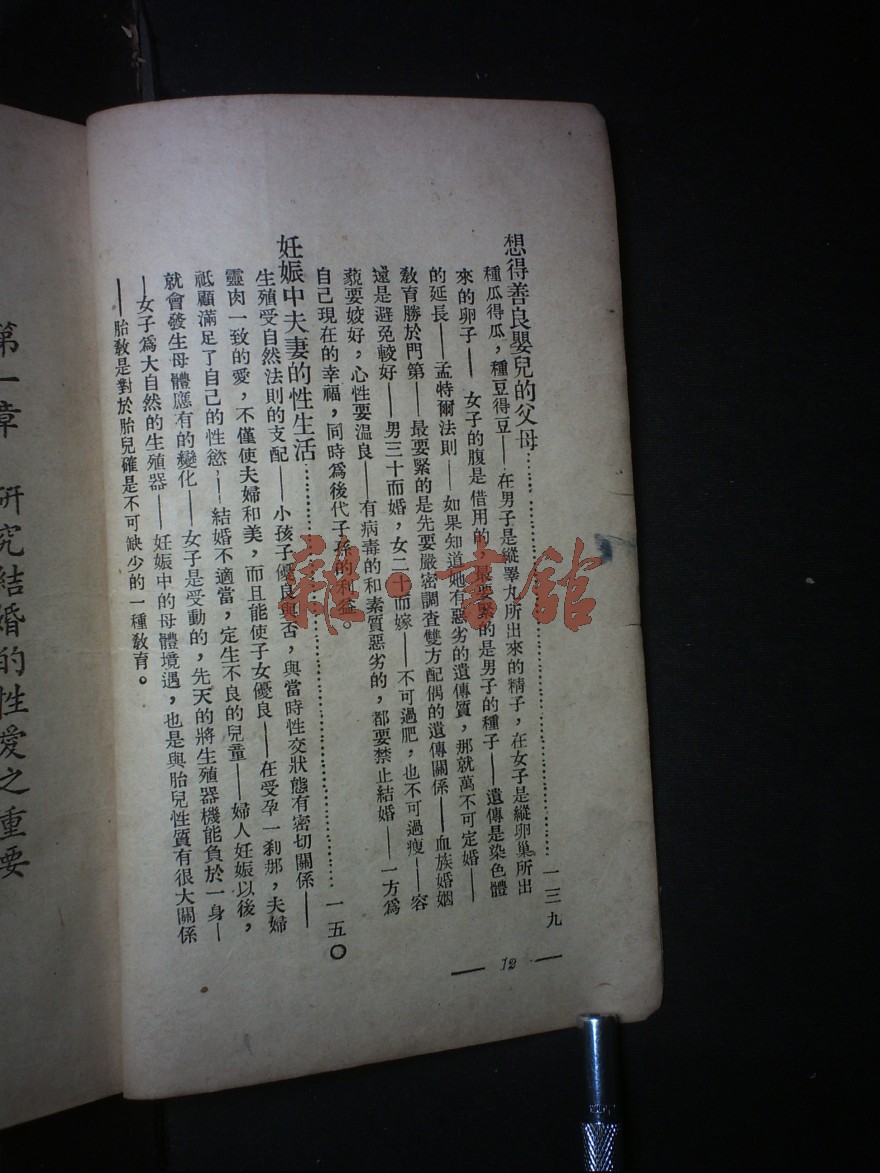 想得善良嬰兒的父母……一三九
種瓜得瓜，種豆得豆——在男子是縱睪丸所出來的精子，在女子是縱卵巢所出
來的卵子——女子的腹是借用的，最要緊的是男子的種子——遺傳是染色體
的延長——孟特爾法則——如果知道她有惡劣的遺傳質，那就萬不可定婚——
敎育勝於門第——最要緊的是先要嚴密調查雙方配偶的遺傳關係——血族婚姻
還是避免較好——男三十而婚，女二十而嫁——不可過肥，也不可過瘦——容
藐要姣好，心性要溫良——有病毒的和素質惡劣的，都要禁止結婚——一方爲
自己現在的幸福，同時爲後代子孫的利益。
妊娠中夫妻的性生活……一五〇
生殖受自然法則的支配——小孩子優良與否，與當時性交狀態有密切關係——
靈肉一致的愛，不僅使夫婦和美，而且能使子女優良——在受孕一刹那，夫婦
祗顧滿足了自己的性慾，——結婚不適當，定生不良的兒童——婦人妊娠以後，
就會發生母體應有的變化——女子是受動的，先天的將生殖器機能負於一身—
—女子爲大自然的生殖器——妊娠中的母體境遇，也是與胎兒性質有很大關係
——胎敎是對於胎兒確是不可缺少的一種敎育。
— 12 —
第一章　研究結婚的性愛之重要
雜·書館